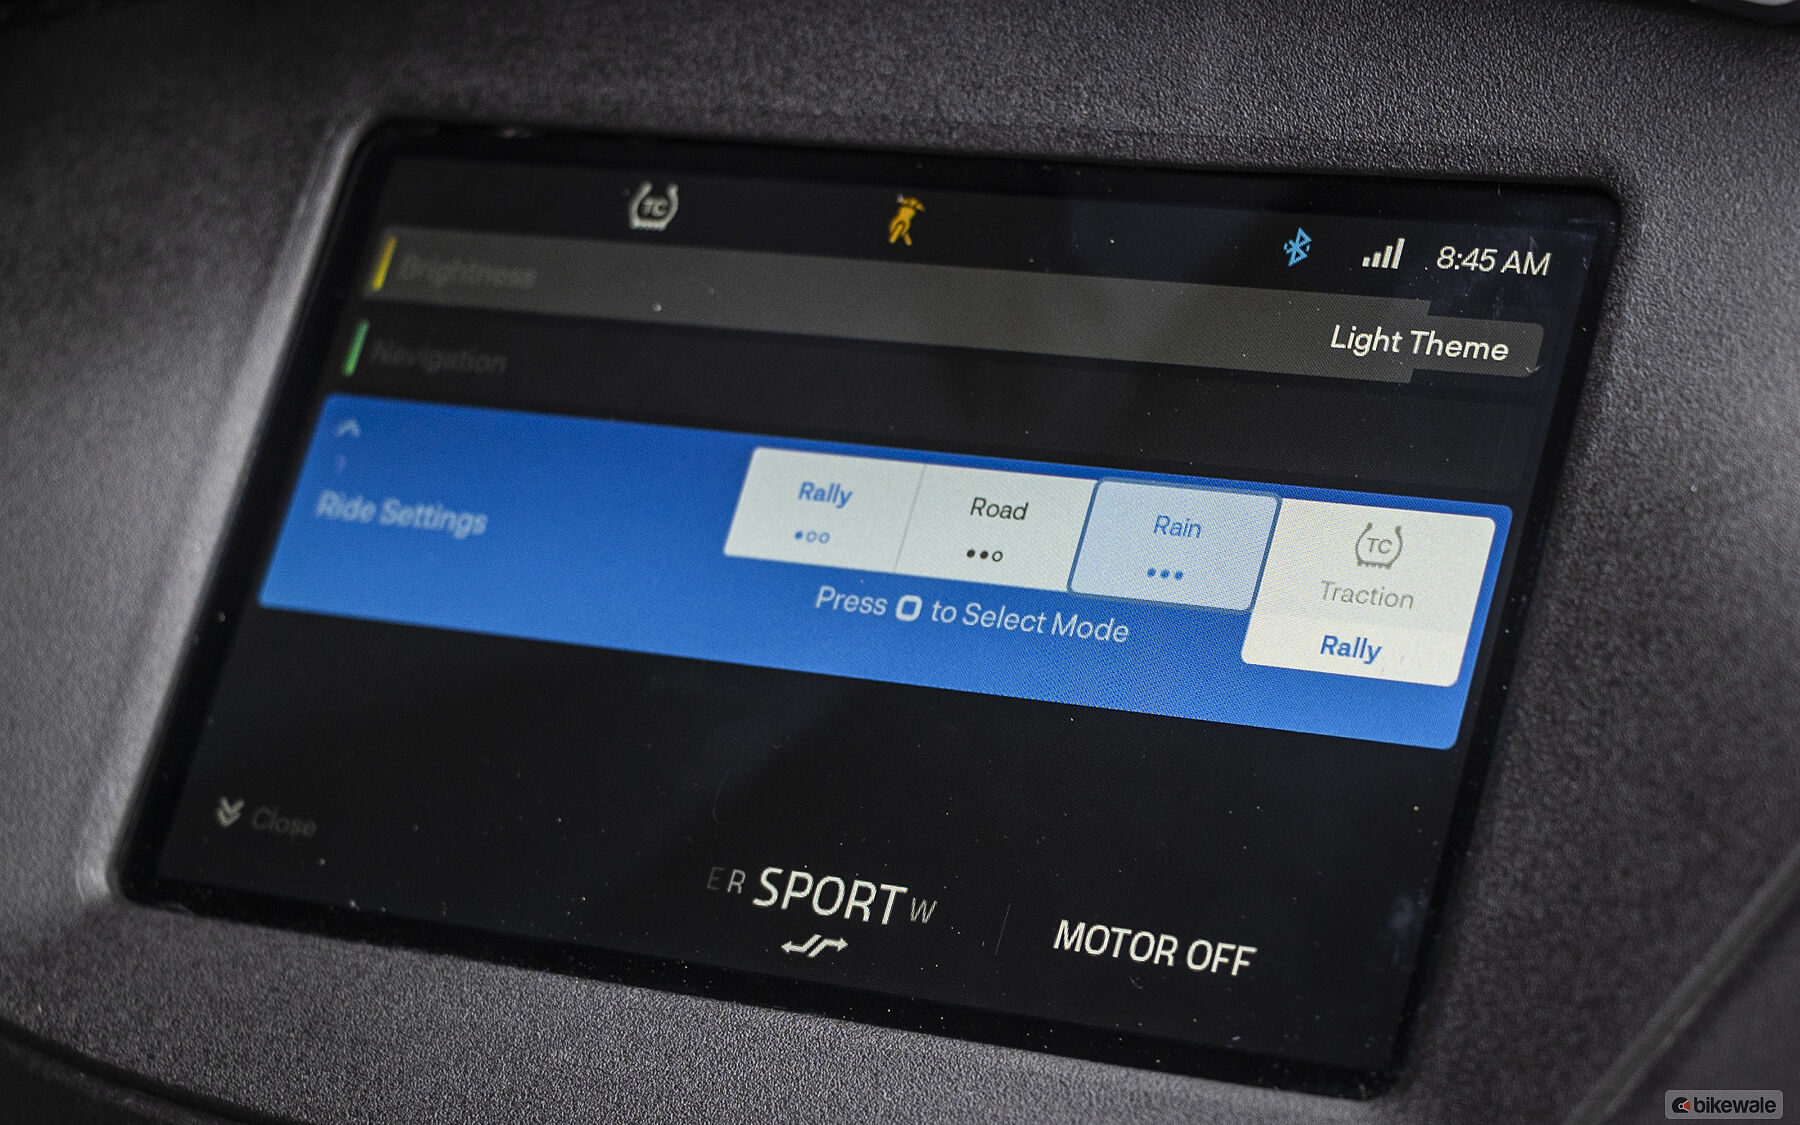 TC
8:45 AM
Brightness
Light Theme
Navigation
Ride Settings
Rally
Road
Rain
TC
Traction
Rally
Press to Select Mode
Close
E R SPORT W
MOTOR OFF
bikewale